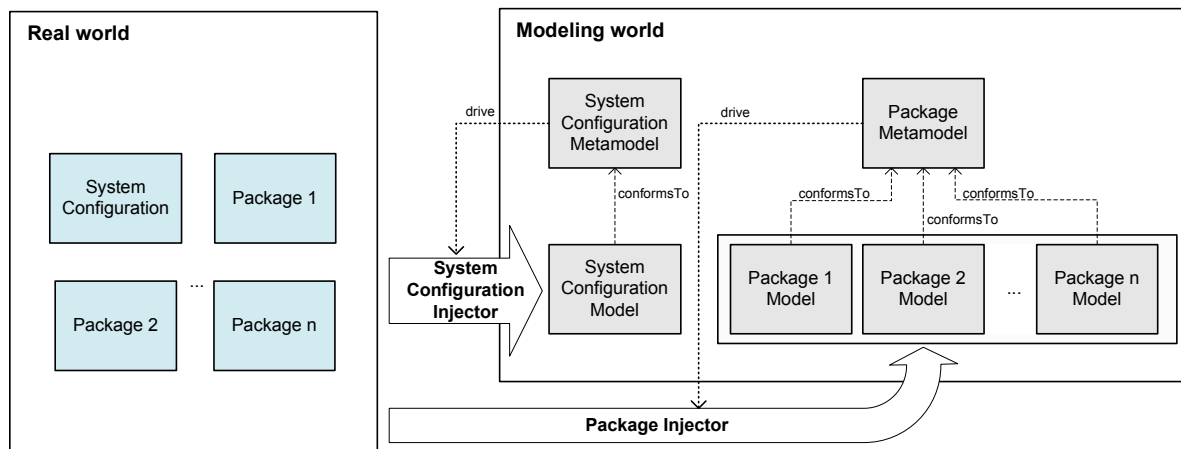 Real world
System
Configuration
Package 1
...
Package 2
Package n
Modeling world
System
Configuration
Metamodel
Package
Metamodel
drive
drive
conformsTo
conformsTo
conformsTo
conformsTo
System
Configuration
Injector
System
Configuration
Model
Package 1
Model
Package 2
Model
...
Package n
Model
Package Injector